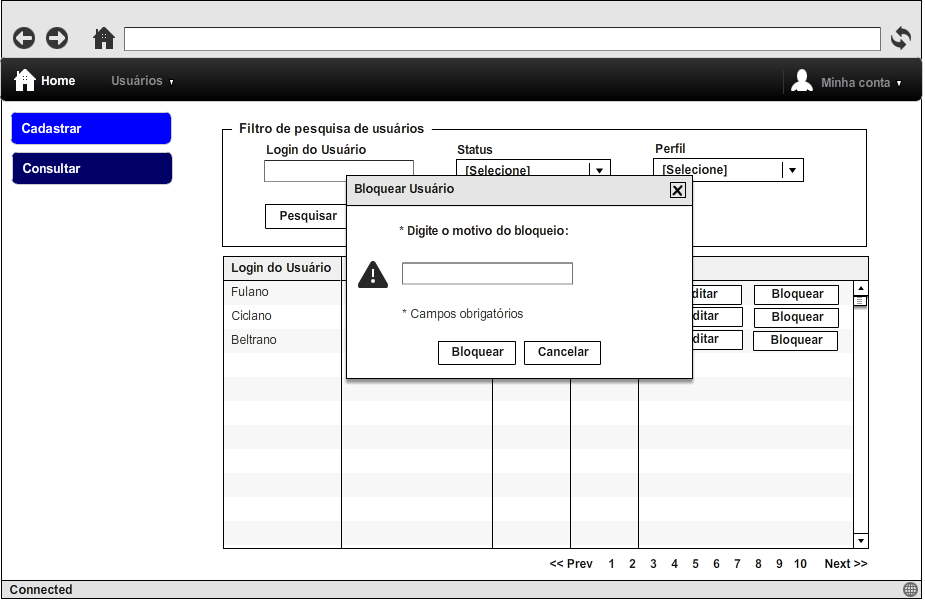 Home Usuários Minha conta
Cadastrar
Consultar
Filtro de pesquisa de usuários
Login do Usuário Status Perfil
[Selecione] [Selecione]
Pesquisar
Bloquear Usuário
* Digite o motivo do bloqueio:
* Campos obrigatórios
Bloquear Cancelar
Login do Usuário
Fulano ditar Bloquear
Ciclano ditar Bloquear
Beltrano ditar Bloquear
<< Prev 1 2 3 4 5 6 7 8 9 10 Next >>
Connected